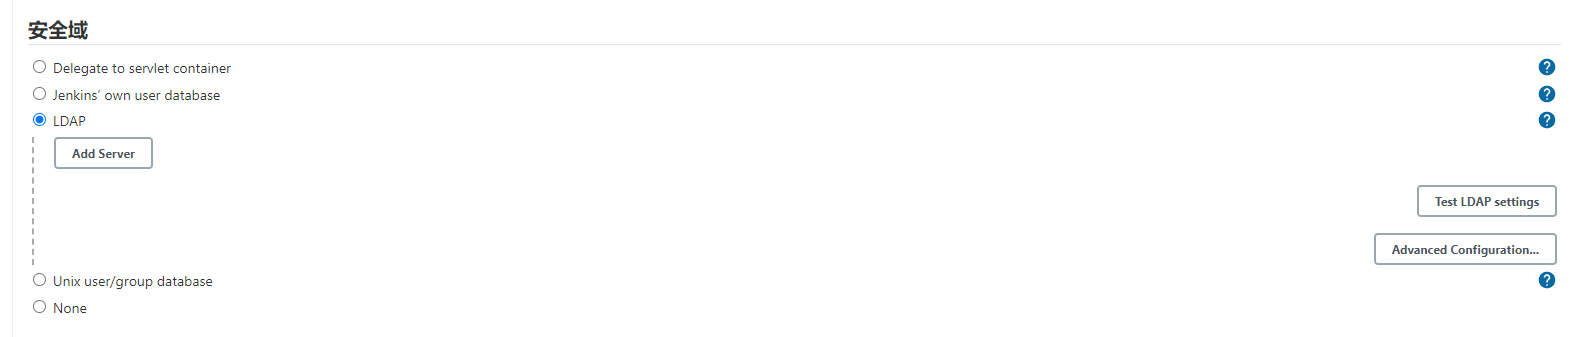 安全域
Delegate to servlet container
?
Jenkins’ own user database
?
LDAP
?
Add Server
Test LDAP settings
Advanced Configuration...
Unix user/group database
?
None